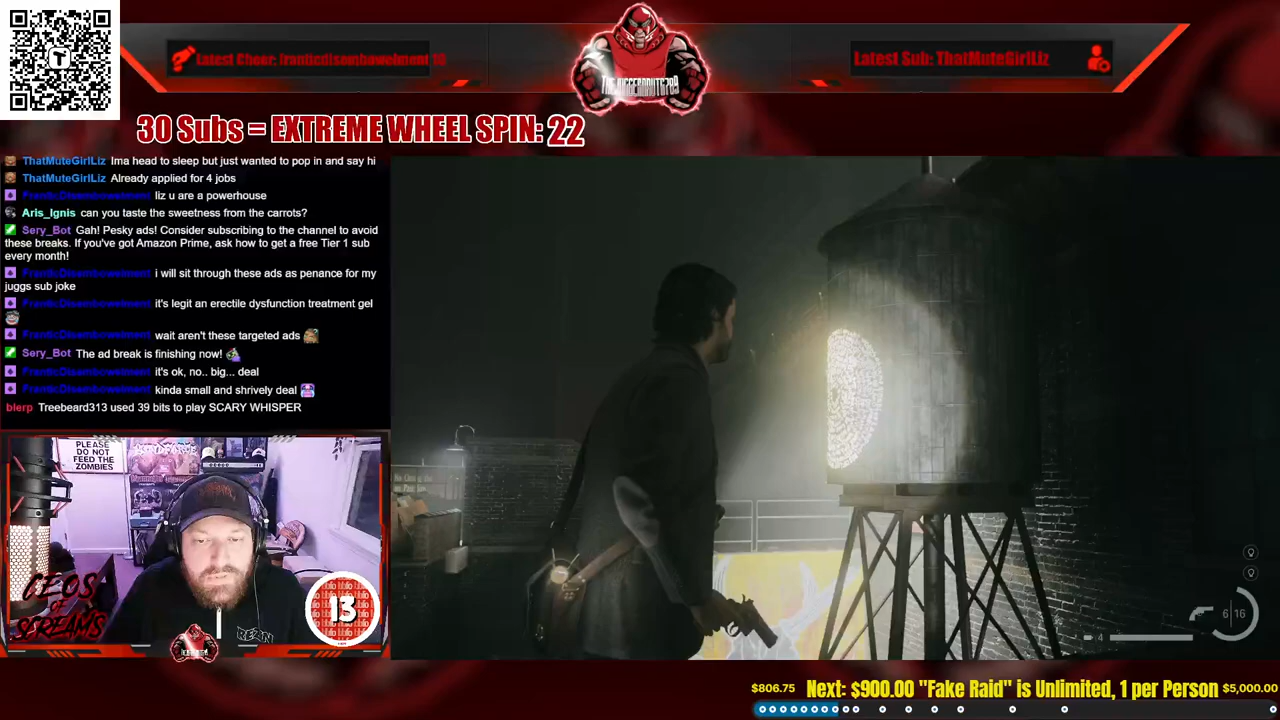 Latest Cheer: franticdisembowelment 10
THEJUGGERNAUT6789
Latest Sub: ThatMuteGirlLiz
30 Subs = EXTREME WHEEL SPIN: 22
ThatMuteGirlLiz Ima head to sleep but just wanted to pop in and say hi
ThatMuteGirlLiz Already applied for 4 jobs
FranticDisembowelment liz u are a powerhouse
Aris_Ignis can you taste the sweetness from the carrots?
Sery_Bot Gah! Pesky ads! Consider subscribing to the channel to avoid
these breaks. If you've got Amazon Prime, ask how to get a free Tier 1 sub
every month!
FranticDisembowelment i will sit through these ads as penance for my
juggs sub joke
FranticDisembowelment it's legit an erectile dysfunction treatment gel
FranticDisembowelment wait aren't these targeted ads
Sery_Bot The ad break is finishing now!
FranticDisembowelment it's ok, no.. big... deal
FranticDisembowelment kinda small and shrively deal
blerp Treebeard313 used 39 bits to play SCARY WHISPER
PLEASE
DO NOT
FEED THE
ZOMBIES
CEOS
OF
SCREAMS
13
6 16
4
$806.75 Next: $900.00 "Fake Raid" is Unlimited, 1 per Person $5,000.00